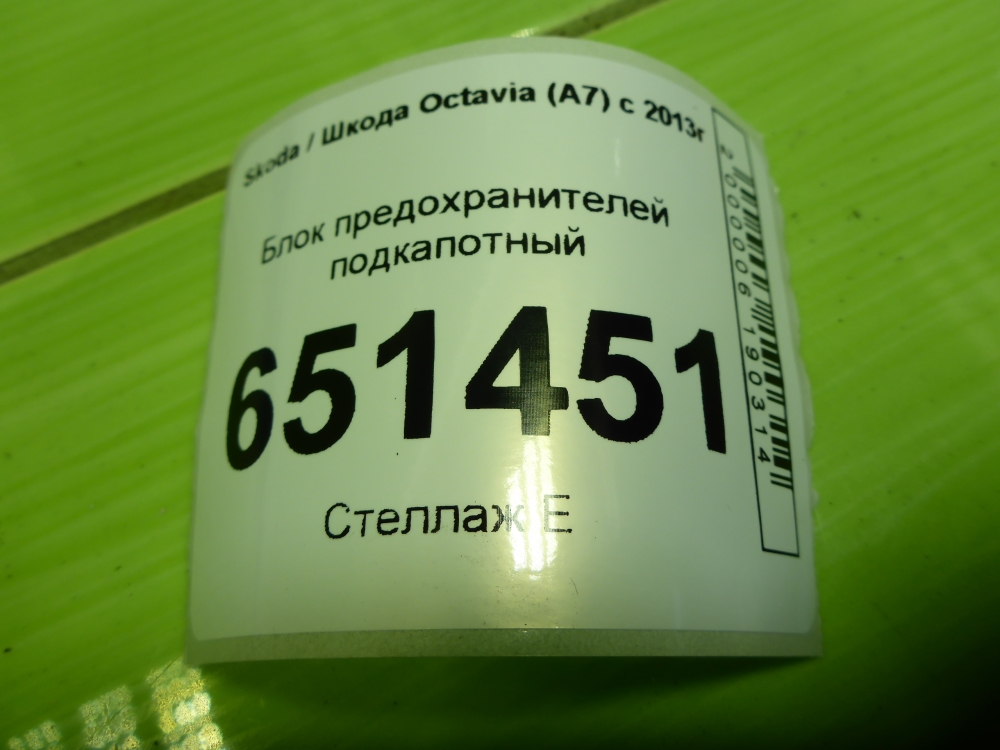 Skoda / Шкода Octavia (A7) с 2013г
Блок предохранителей
подкапотный
651451
Стеллаж Е
2000006190314